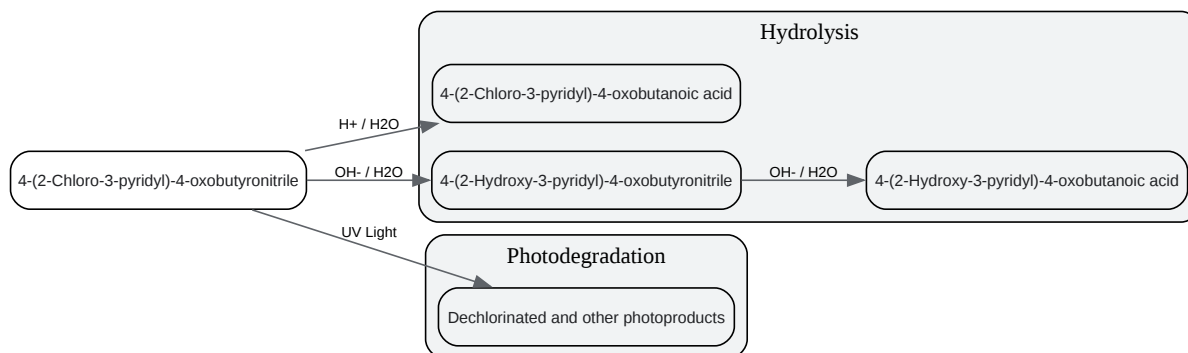 Hydrolysis
4-(2-Chloro-3-pyridyl)-4-oxobutanoic acid
H+ / H2O
4-(2-Chloro-3-pyridyl)-4-oxobutyronitrile
OH- / H2O
4-(2-Hydroxy-3-pyridyl)-4-oxobutyronitrile
OH- / H2O
4-(2-Hydroxy-3-pyridyl)-4-oxobutanoic acid
UV Light
Photodegradation
Dechlorinated and other photoproducts